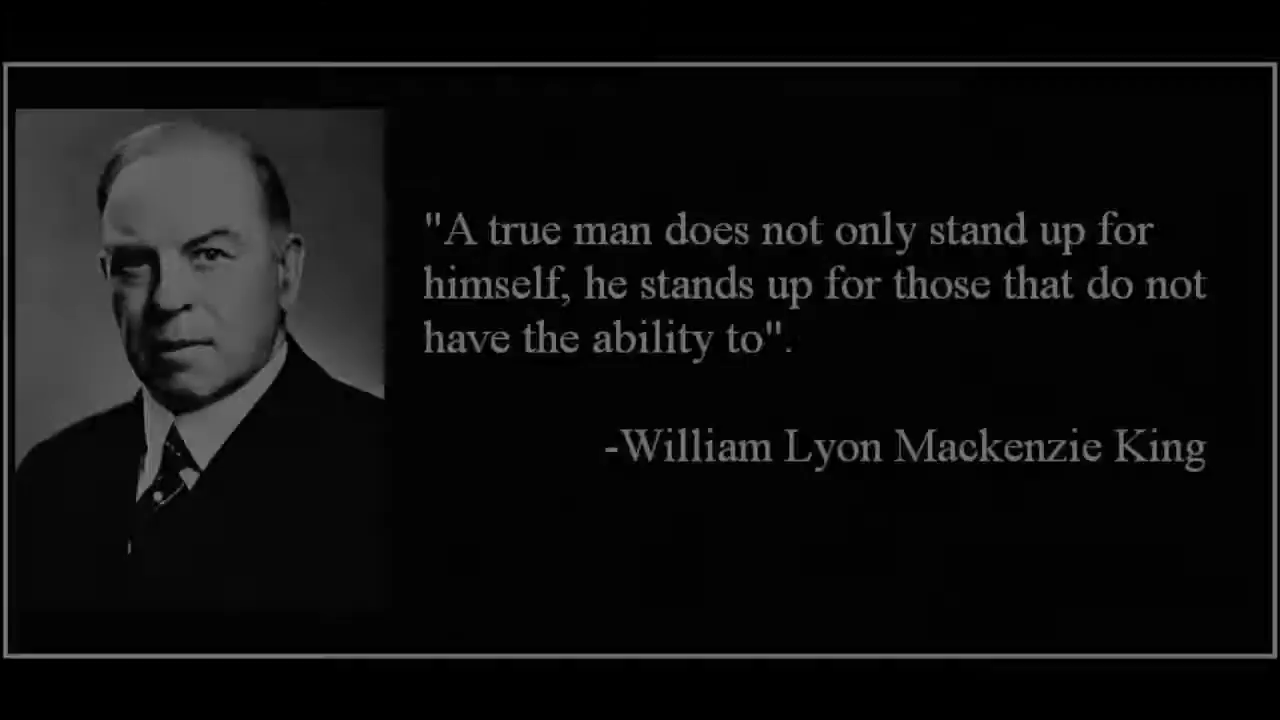 "A true man does not only stand up for
himself, he stands up for those that do not
have the ability to".
-William Lyon Mackenzie King